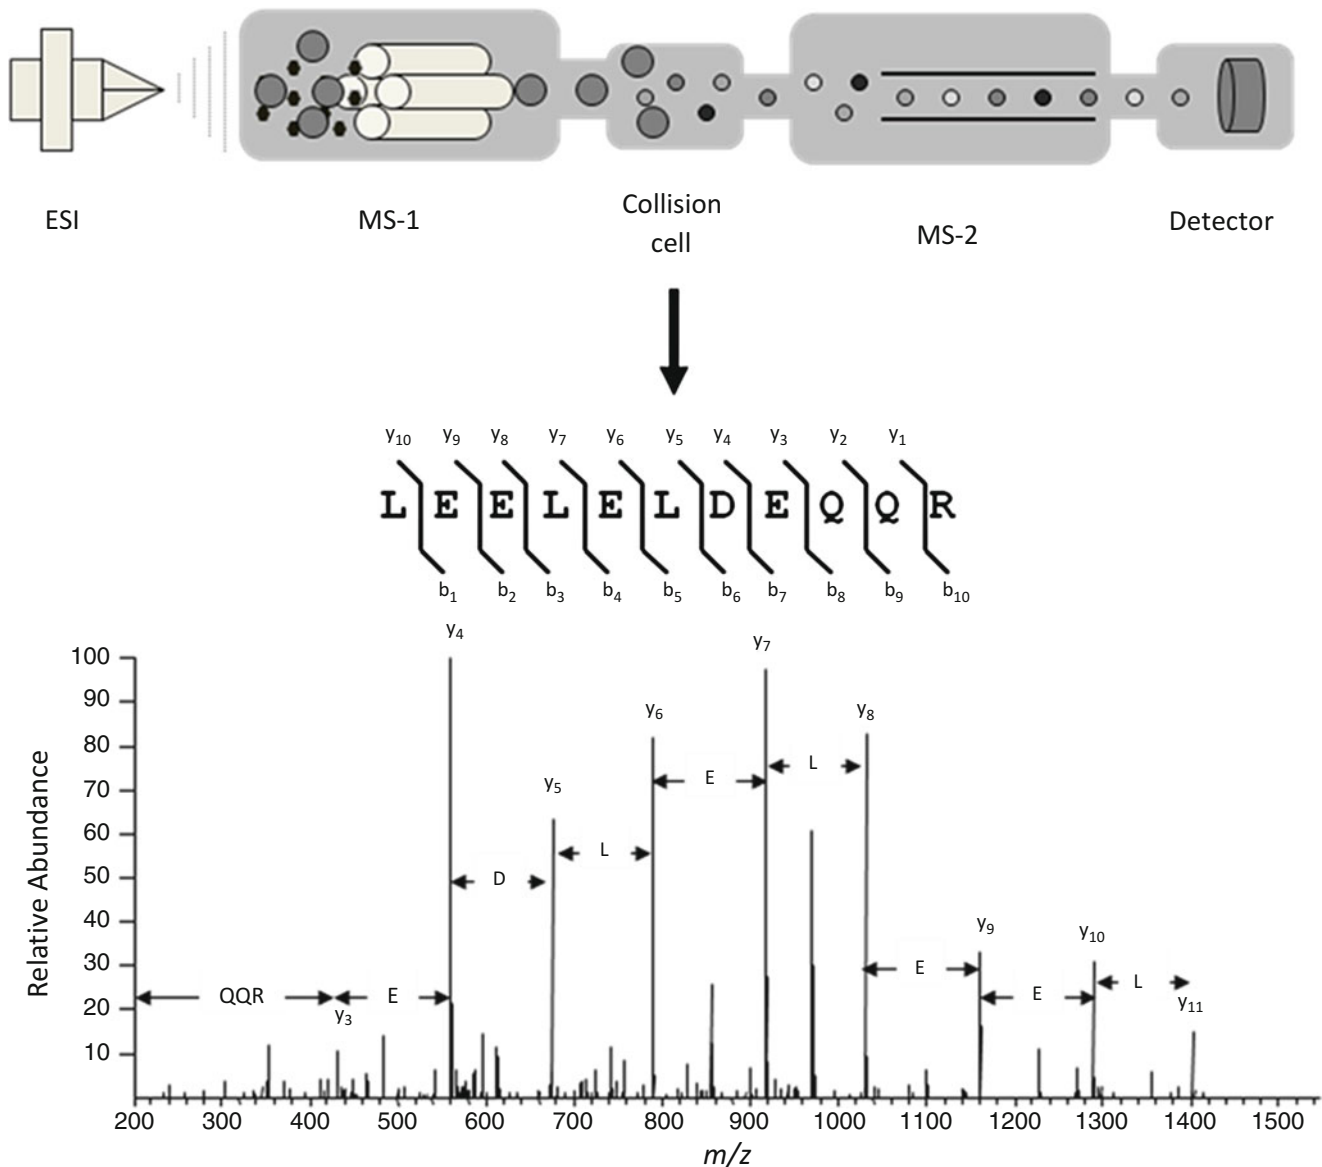 ESI
MS-1
Collision
cell
MS-2
Detector
y10 y9 y8 y7 y6 y5 y4 y3 y2 y1
L E E L E L D E Q Q R
b1 b2 b3 b4 b5 b6 b7 b8 b9 b10
y4
y7
y6
y8
y5
y9
y10
y11
y3
E
L
L
D
E
E
L
QQR
E
Relative Abundance
100
90
80
70
60
50
40
30
20
10
200 300 400 500 600 700 800 900 1000 1100 1200 1300 1400 1500
m/z